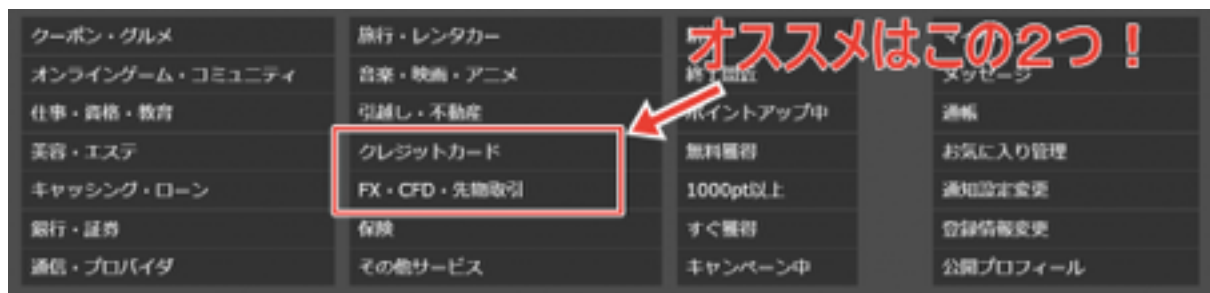 オススメはこの2つ！
クーポン・グルメ
オンラインゲーム・コミュニティ
仕事・資格・教育
美容・エステ
キャッシング・ローン
銀行・証券
通信・プロバイダ
旅行・レンタカー
音楽・映画・アニメ
引越し・不動産
クレジットカード
FX・CFD・先物取引
保険
その他サービス
終了間近
ポイントアップ中
無料獲得
1000pt以上
すぐ獲得
キャンペーン中
メッセージ
通帳
お気に入り管理
通知設定変更
登録情報変更
公開プロフィール